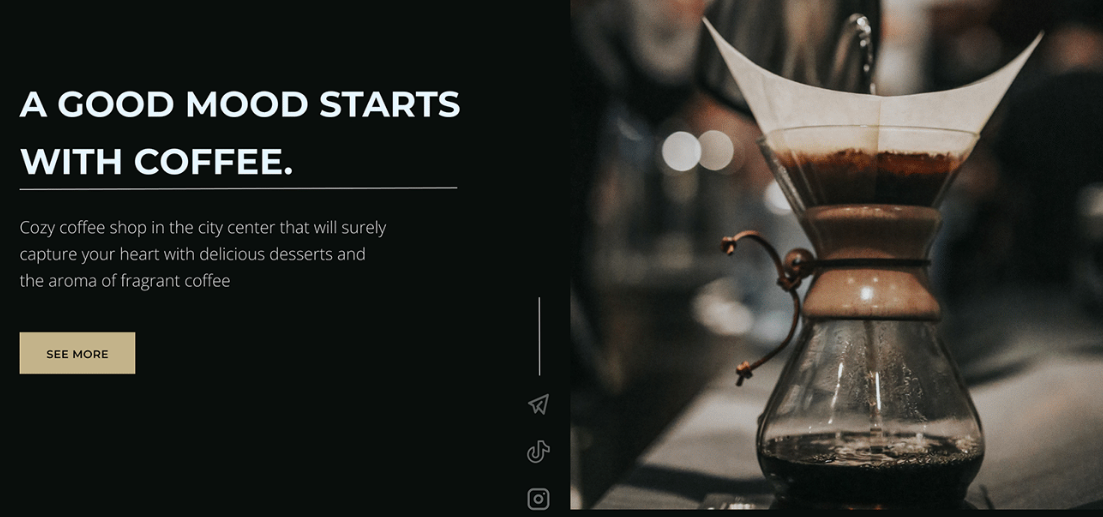 A GOOD MOOD STARTS
WITH COFFEE.
Cozy coffee shop in the city center that will surely
capture your heart with delicious desserts and
the aroma of fragrant coffee
SEE MORE